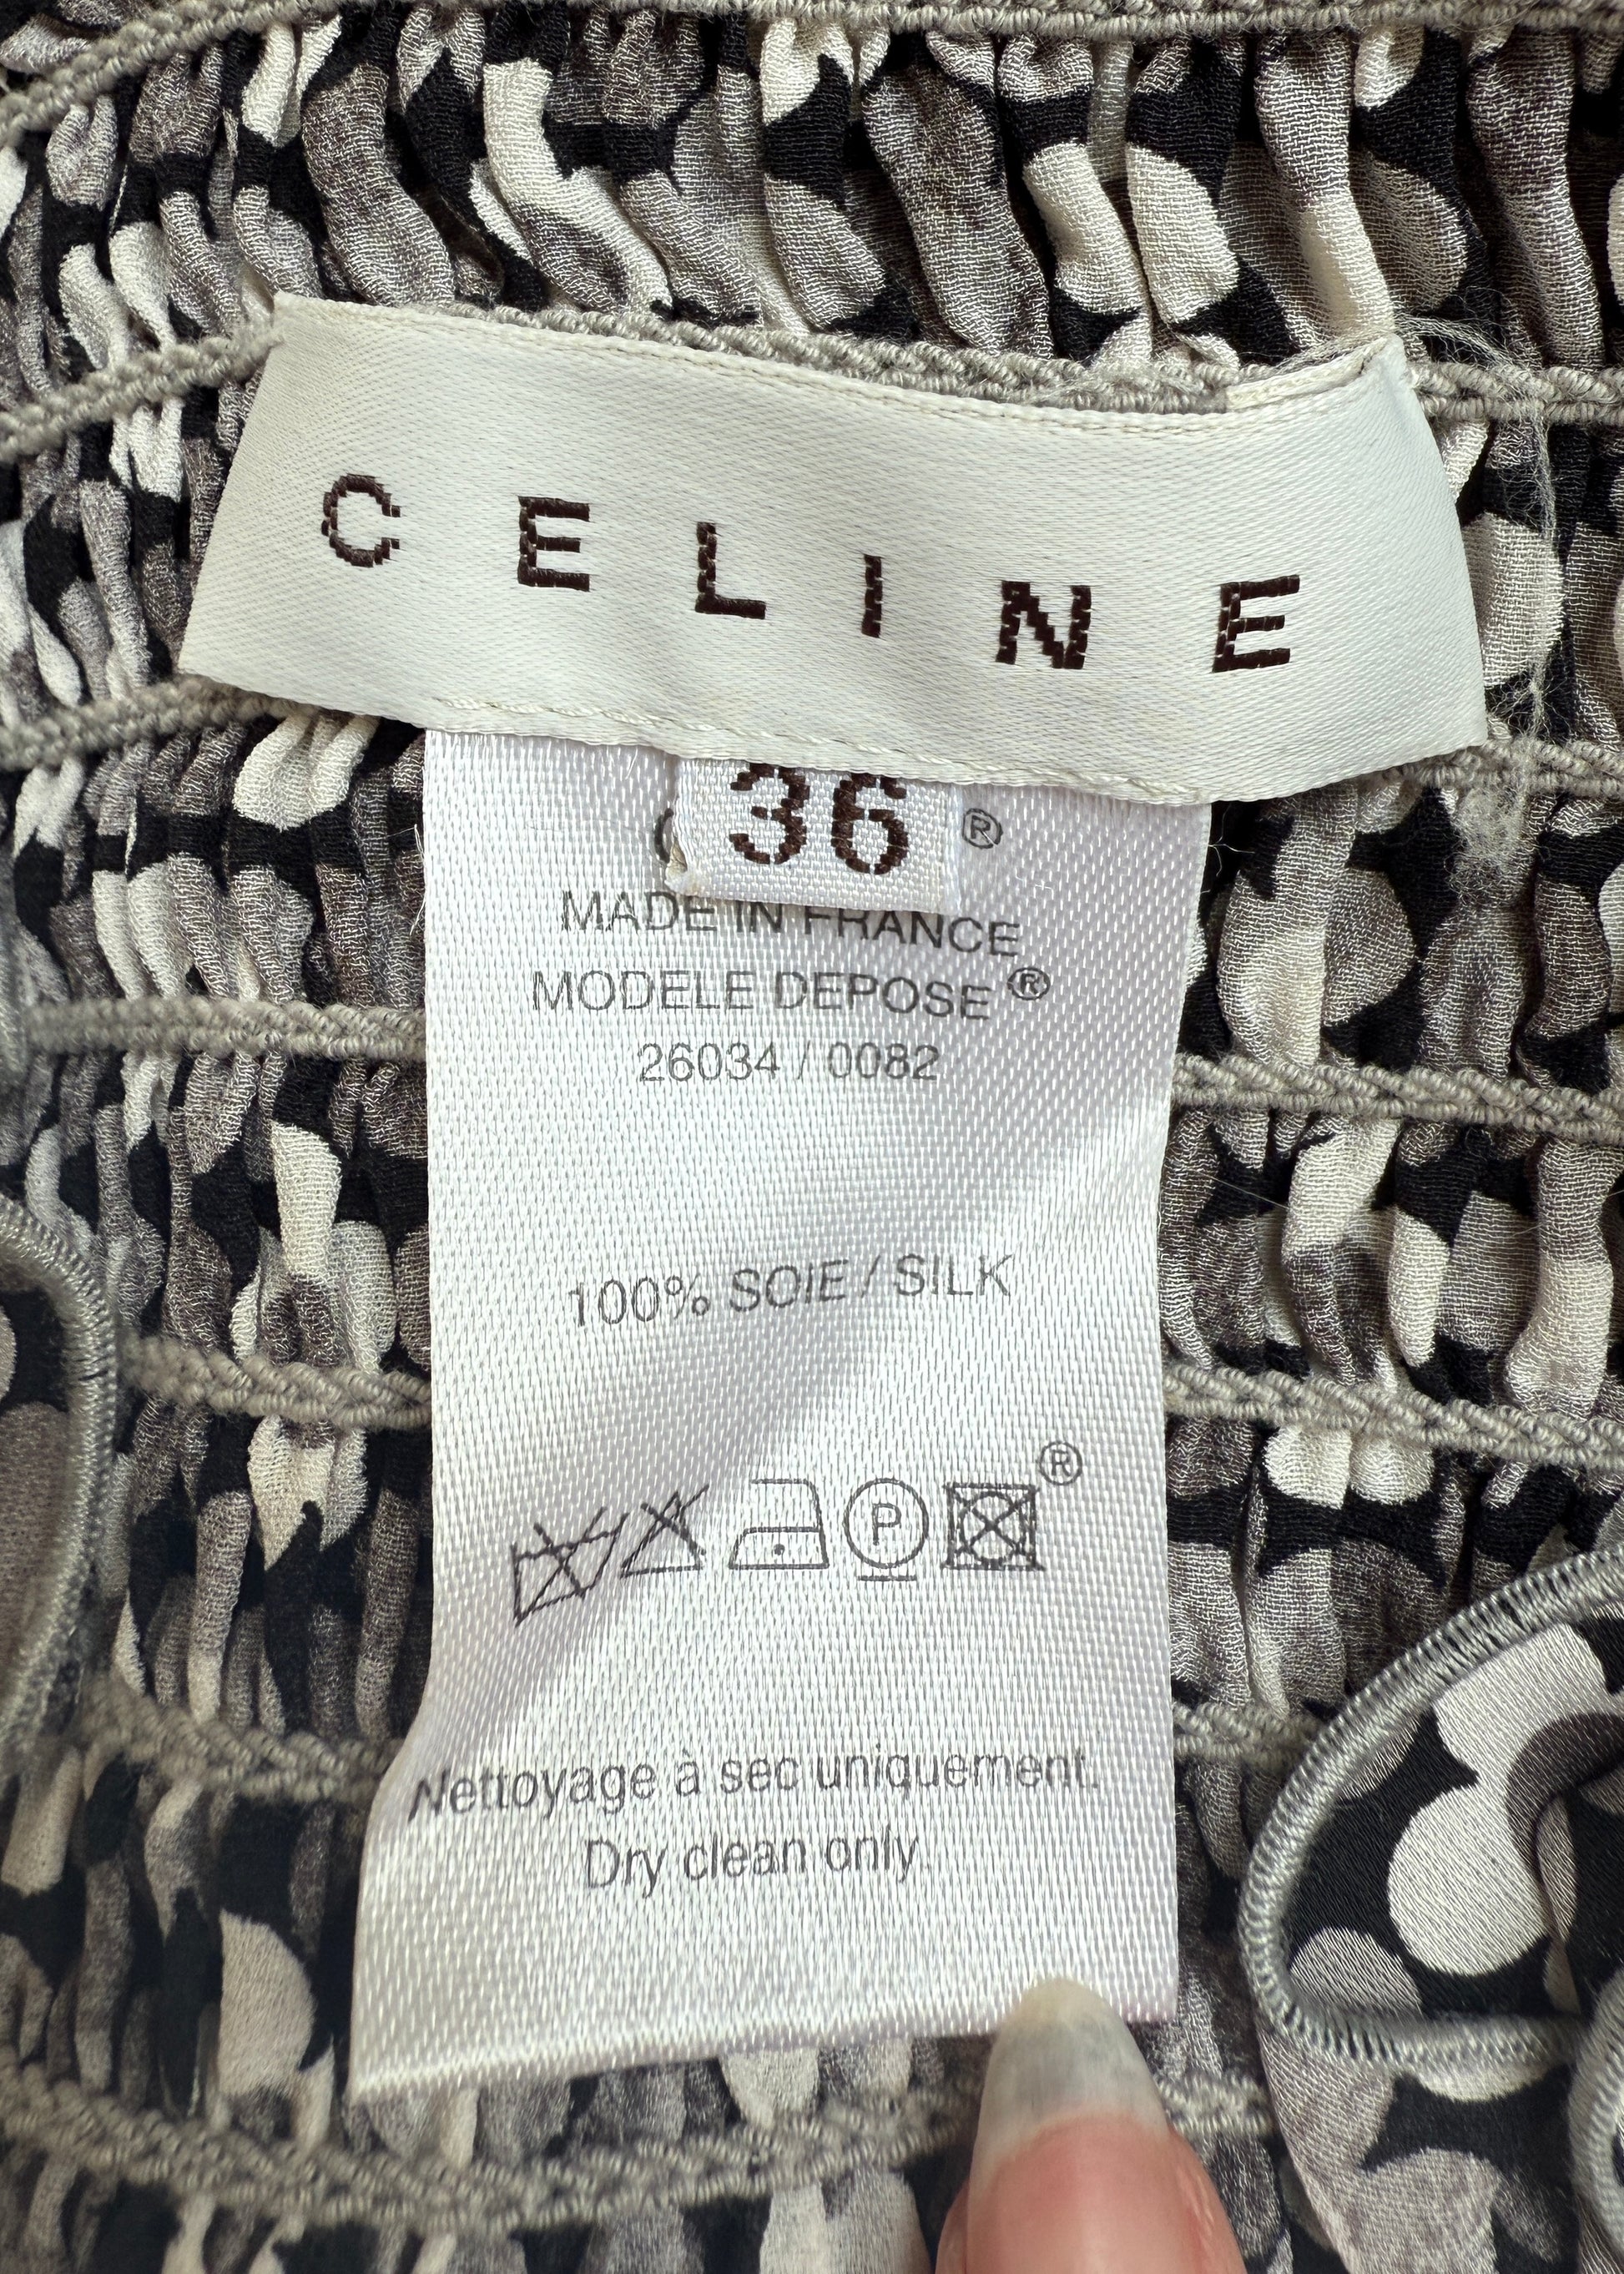 CELINE
36
®
MADE IN FRANCE
MODELE DEPOSE ®
26034 / 0082
100% SOIE / SILK
P
®
Nettoyage à sec uniquement.
Dry clean only.